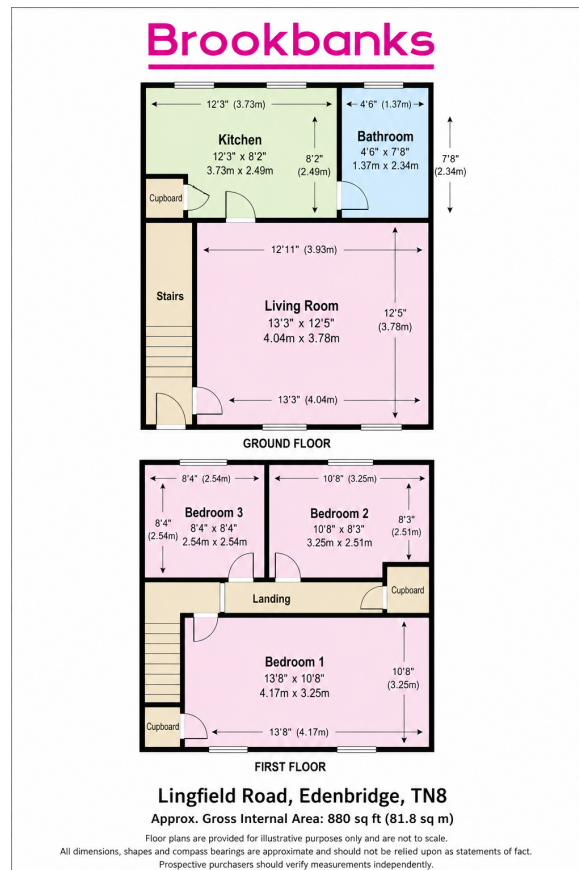 Brookbanks
12'3" (3.73m)
4'6" (1.37m)
Kitchen
12'3" x 8'2"
3.73m x 2.49m
8'2"
(2.49m)
Bathroom
4'6" x 7'8"
1.37m x 2.34m
7'8"
(2.34m)
Cupboard
12'11" (3.93m)
Stairs
Living Room
13'3" x 12'5"
4.04m x 3.78m
12'5"
(3.78m)
13'3" (4.04m)
GROUND FLOOR
8'4" (2.54m)
10'8" (3.25m)
8'4"
(2.54m)
Bedroom 3
8'4" x 8'4"
2.54m x 2.54m
Bedroom 2
10'8" x 8'3"
3.25m x 2.51m
8'3"
(2.51m)
Landing
Cupboard
Bedroom 1
13'8" x 10'8"
4.17m x 3.25m
10'8"
(3.25m)
Cupboard
13'8" (4.17m)
FIRST FLOOR
Lingfield Road, Edenbridge, TN8
Approx. Gross Internal Area: 880 sq ft (81.8 sq m)
Floor plans are provided for illustrative purposes only and are not to scale.
All dimensions, shapes and compass bearings are approximate and should not be relied upon as statements of fact.
Prospective purchasers should verify measurements independently.